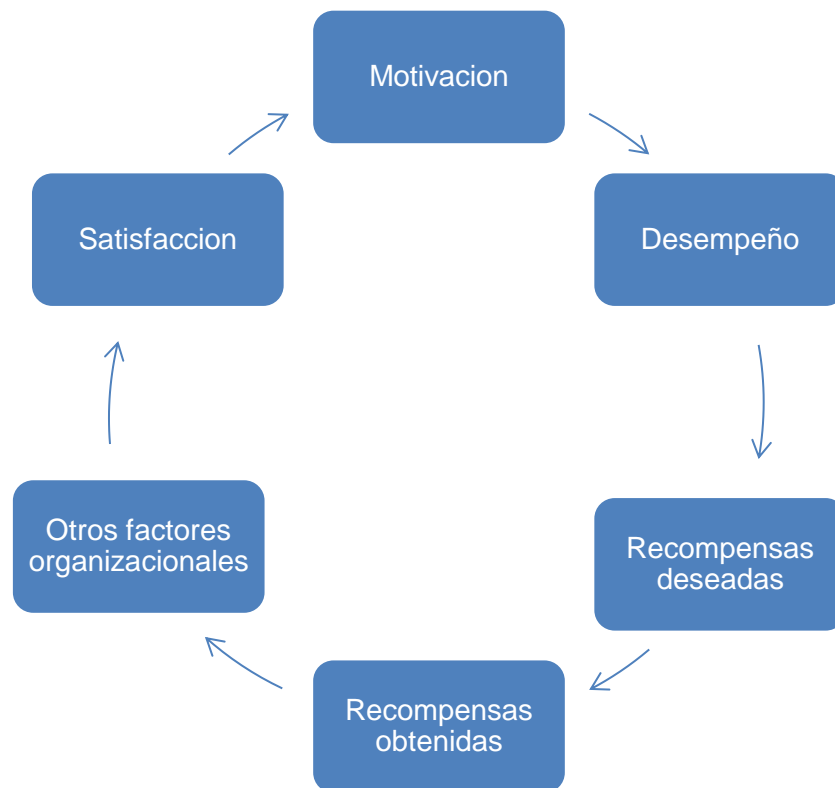 Motivacion
Desempeño
Recompensas
deseadas
Recompensas
obtenidas
Otros factores
organizacionales
Satisfaccion